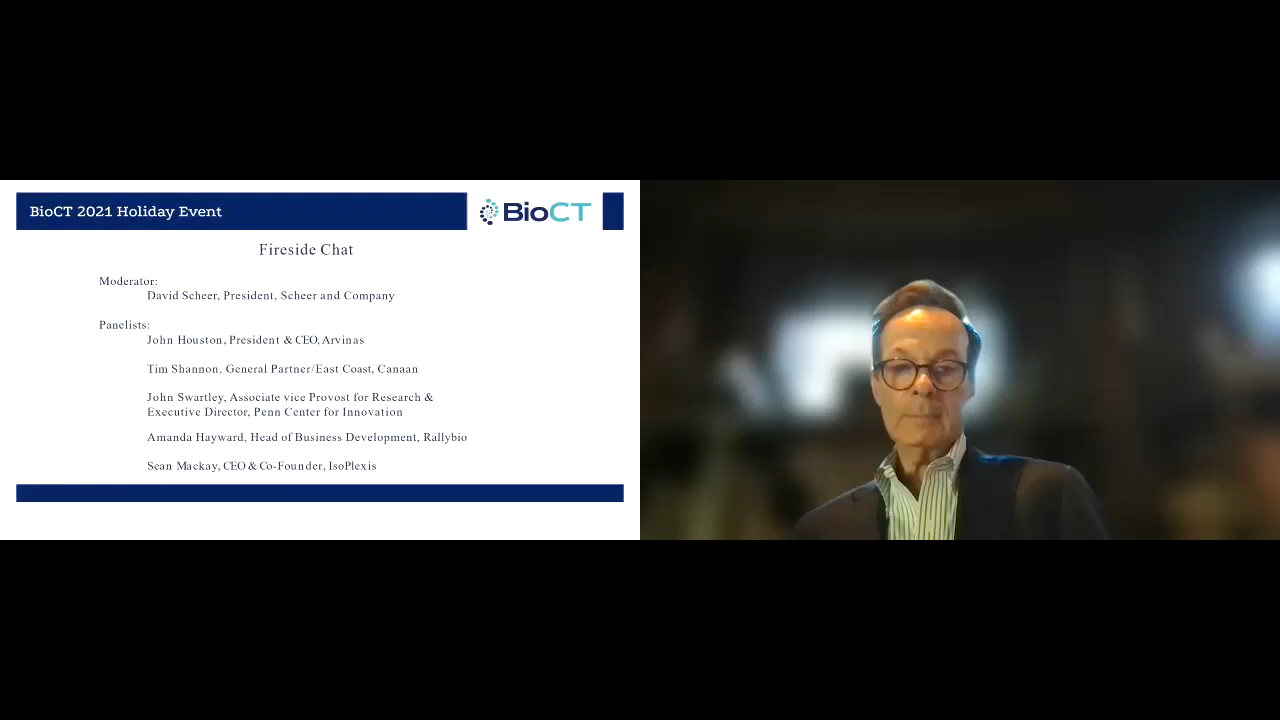 BioCT 2021 Holiday Event
BioCT
Fireside Chat
Moderator:
David Scheer, President, Scheer and Company
Panelists:
John Houston, President & CEO, Arvinas
Tim Shannon, General Partner/East Coast, Canaan
John Swartley, Associate vice Provost for Research &
Executive Director, Penn Center for Innovation
Amanda Hayward, Head of Business Development, Rallybio
Sean Mackay, CEO & Co-Founder, IsoPlexis